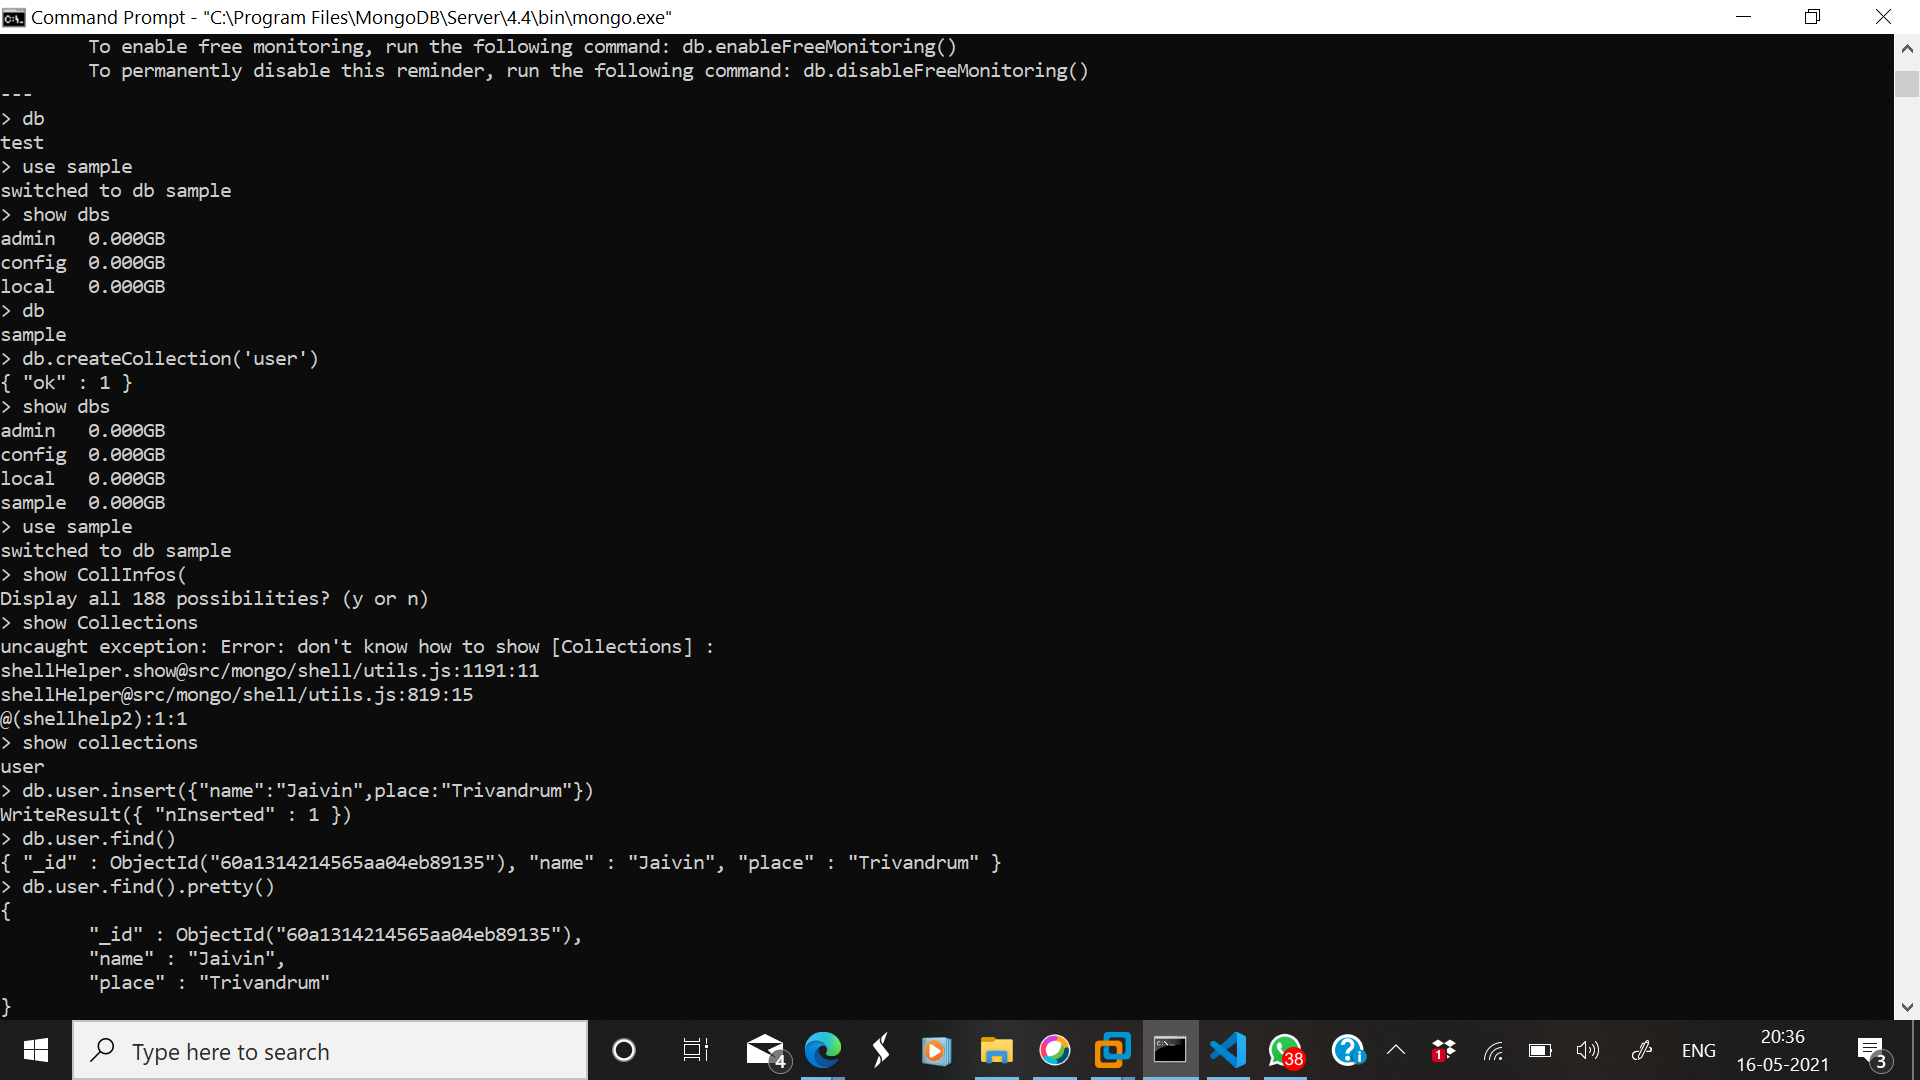 Command Prompt - "C:\Program Files\MongoDB\Server\4.4\bin\mongo.exe"
To enable free monitoring, run the following command: db.enableFreeMonitoring()
To permanently disable this reminder, run the following command: db.disableFreeMonitoring()
---
> db
test
> use sample
switched to db sample
> show dbs
admin   0.000GB
config  0.000GB
local   0.000GB
> db
sample
> db.createCollection('user')
{ "ok" : 1 }
> show dbs
admin   0.000GB
config  0.000GB
local   0.000GB
sample  0.000GB
> use sample
switched to db sample
> show CollInfos(
Display all 188 possibilities? (y or n)
> show Collections
uncaught exception: Error: don't know how to show [Collections] :
shellHelper.show@src/mongo/shell/utils.js:1191:11
shellHelper@src/mongo/shell/utils.js:819:15
@(shellhelp2):1:1
> show collections
user
> db.user.insert({"name":"Jaivin",place:"Trivandrum"})
WriteResult({ "nInserted" : 1 })
> db.user.find()
{ "_id" : ObjectId("60a1314214565aa04eb89135"), "name" : "Jaivin", "place" : "Trivandrum" }
> db.user.find().pretty()
{
        "_id" : ObjectId("60a1314214565aa04eb89135"),
        "name" : "Jaivin",
        "place" : "Trivandrum"
}
Type here to search
4
38
1
ENG
20:36
16-05-2021
3